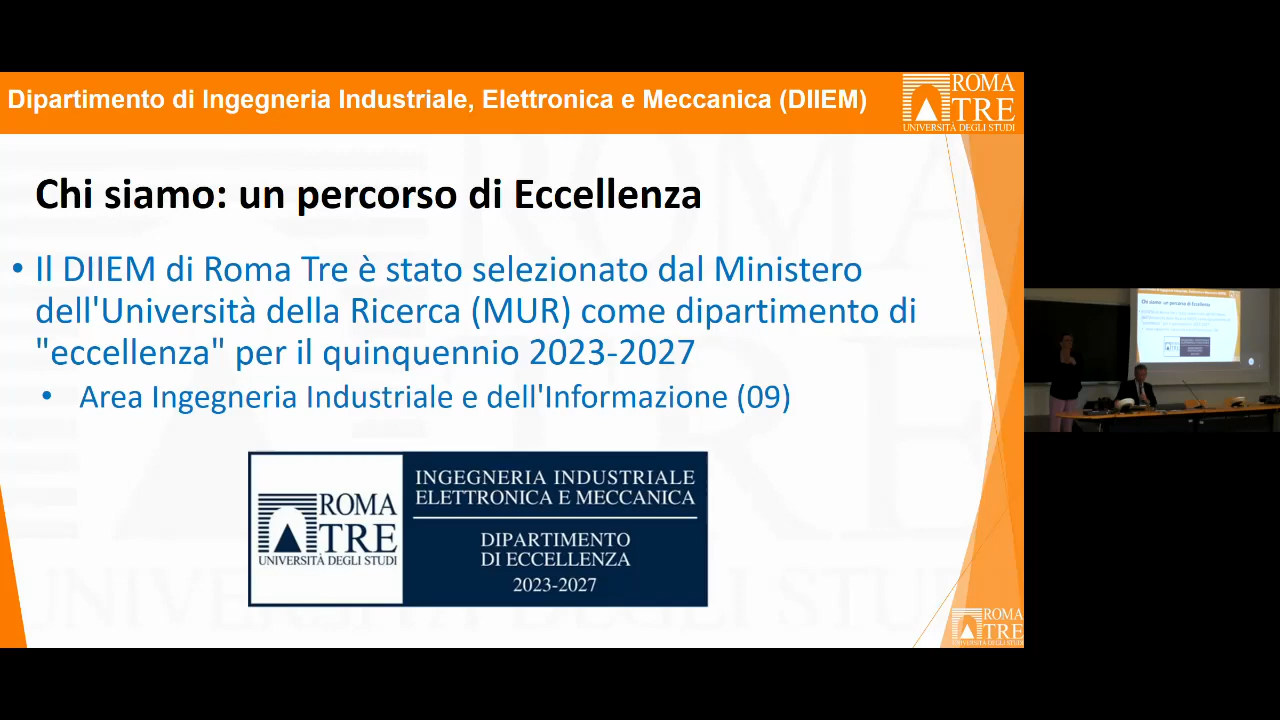 Dipartimento di Ingegneria Industriale, Elettronica e Meccanica (DIIEM)
ROMA
TRE
UNIVERSITÀ DEGLI STUDI
Chi siamo: un percorso di Eccellenza
• Il DIIEM di Roma Tre è stato selezionato dal Ministero
dell'Università della Ricerca (MUR) come dipartimento di
"eccellenza" per il quinquennio 2023-2027
• Area Ingegneria Industriale e dell'Informazione (09)
ROMA
TRE
UNIVERSITÀ DEGLI STUDI
INGEGNERIA INDUSTRIALE
ELETTRONICA E MECCANICA
DIPARTIMENTO
DI ECCELLENZA
2023-2027
ROMA
TRE
UNIVERSITÀ DEGLI STUDI
Chi siamo: un percorso di Eccellenza